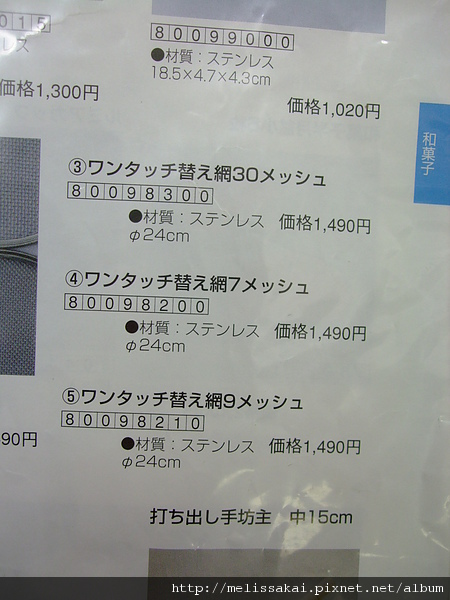 015
80099000
レス
●材質：ステンレス
18.5×4.7×4.3cm
価格1,300円
価格1,020円
和菓子
③ワンタッチ替え網30メッシュ
80098300
●材質：ステンレス 価格1,490円
φ24cm
④ワンタッチ替え網7メッシュ
80098200
●材質：ステンレス 価格1,490円
φ24cm
⑤ワンタッチ替え網9メッシュ
80098210
90円
●材質：ステンレス 価格1,490円
φ24cm
打ち出し手坊主 中15cm
http://melissakai.pixnet.net/album